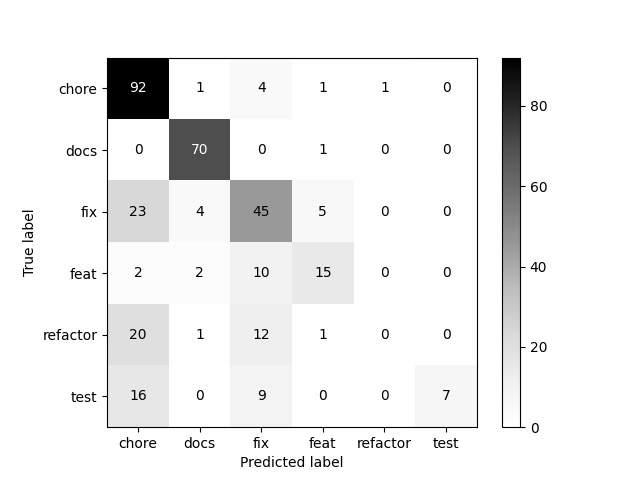 chore 92 1 4 1 1 0
docs 0 70 0 1 0 0
fix 23 4 45 5 0 0
feat 2 2 10 15 0 0
refactor 20 1 12 1 0 0
test 16 0 9 0 0 7
chore docs fix feat refactor test
Predicted label
True label
80
60
40
20
0